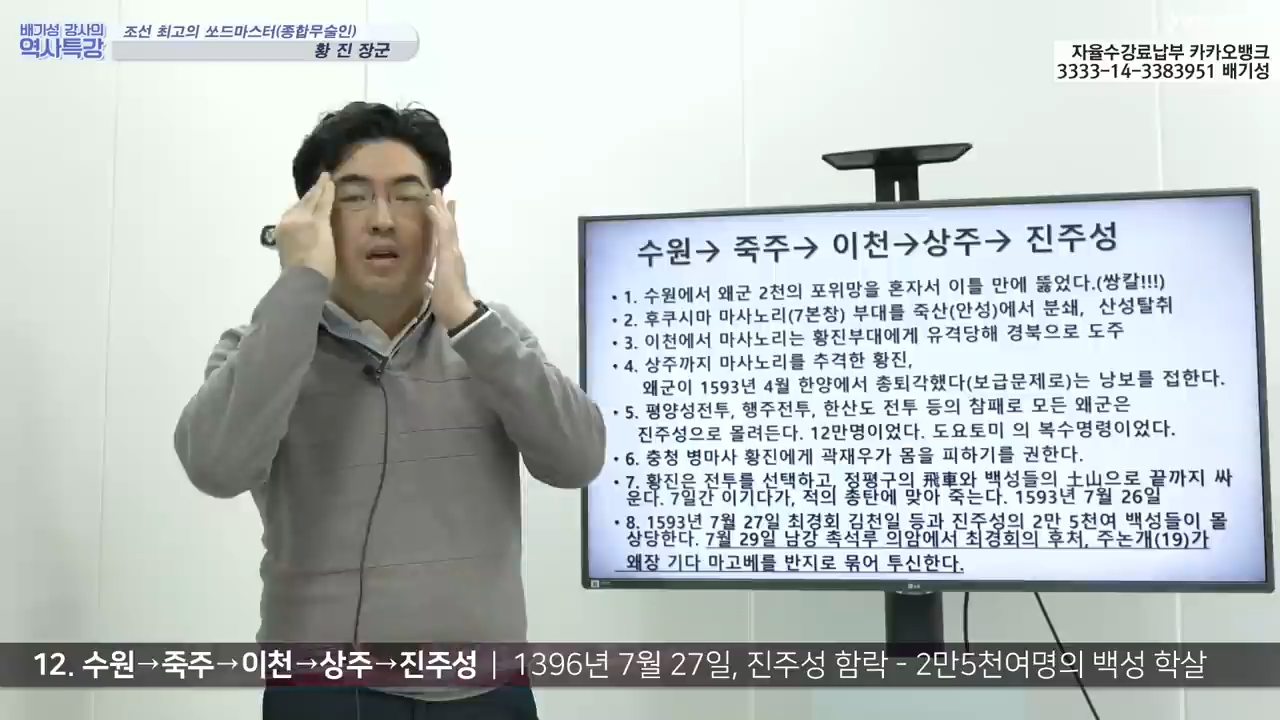 배기성 강사의
역사특강
조선 최고의 쏘드마스터(종합무술인)
황 진 장군
자율수강료납부 카카오뱅크
3333-14-3383951 배기성
수원→ 죽주→ 이천→상주→ 진주성
• 1. 수원에서 왜군 2천의 포위망을 혼자서 이틀 만에 뚫었다.(쌍칼!!!)
• 2. 후쿠시마 마사노리(7본창) 부대를 죽산(안성)에서 분쇄, 산성탈취
• 3. 이천에서 마사노리는 황진부대에게 유격당해 경북으로 도주
• 4. 상주까지 마사노리를 추격한 황진,
왜군이 1593년 4월 한양에서 총퇴각했다(보급문제로)는 낭보를 접한다.
• 5. 평양성전투, 행주전투, 한산도 전투 등의 참패로 모든 왜군은
진주성으로 몰려든다. 12만명이었다. 도요토미 의 복수명령이었다.
• 6. 충청 병마사 황진에게 곽재우가 몸을 피하기를 권한다.
• 7. 황진은 전투를 선택하고, 정평구의 飛車와 백성들의 土山으로 끝까지 싸
운다. 7일간 이기다가, 적의 총탄에 맞아 죽는다. 1593년 7월 26일
• 8. 1593년 7월 27일 최경회 김천일 등과 진주성의 2만 5천여 백성들이 몰
상당한다. 7월 29일 남강 촉석루 의암에서 최경회의 후처, 주논개(19)가
왜장 기다 마고베를 반지로 묶어 투신한다.
LG
12. 수원→죽주→이천→상주→진주성 | 1396년 7월 27일, 진주성 함락 - 2만5천여명의 백성 학살